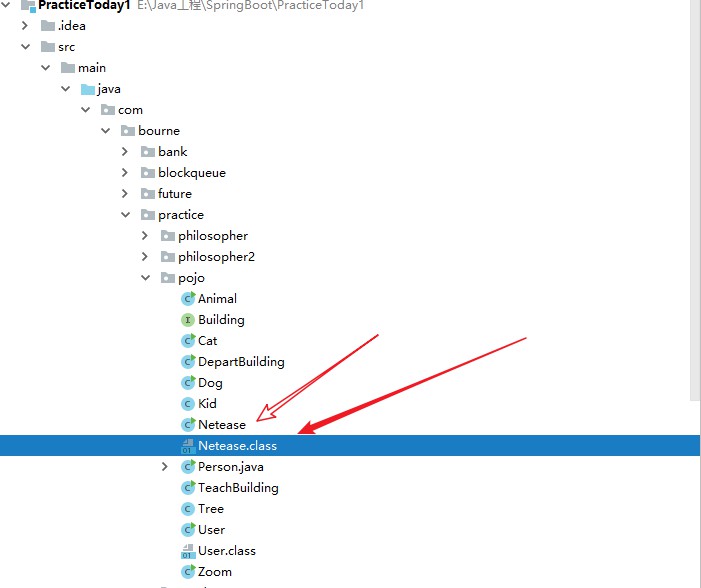 PracticeToday1 E:\Java工程\SpringBoot\PracticeToday1
.idea
src
main
java
com
bourne
bank
blockqueue
future
practice
philosopher
philosopher2
pojo
Animal
Building
Cat
DepartBuilding
Dog
Kid
Netease
Netease.class
Person.java
TeachBuilding
Tree
User
User.class
Zoom